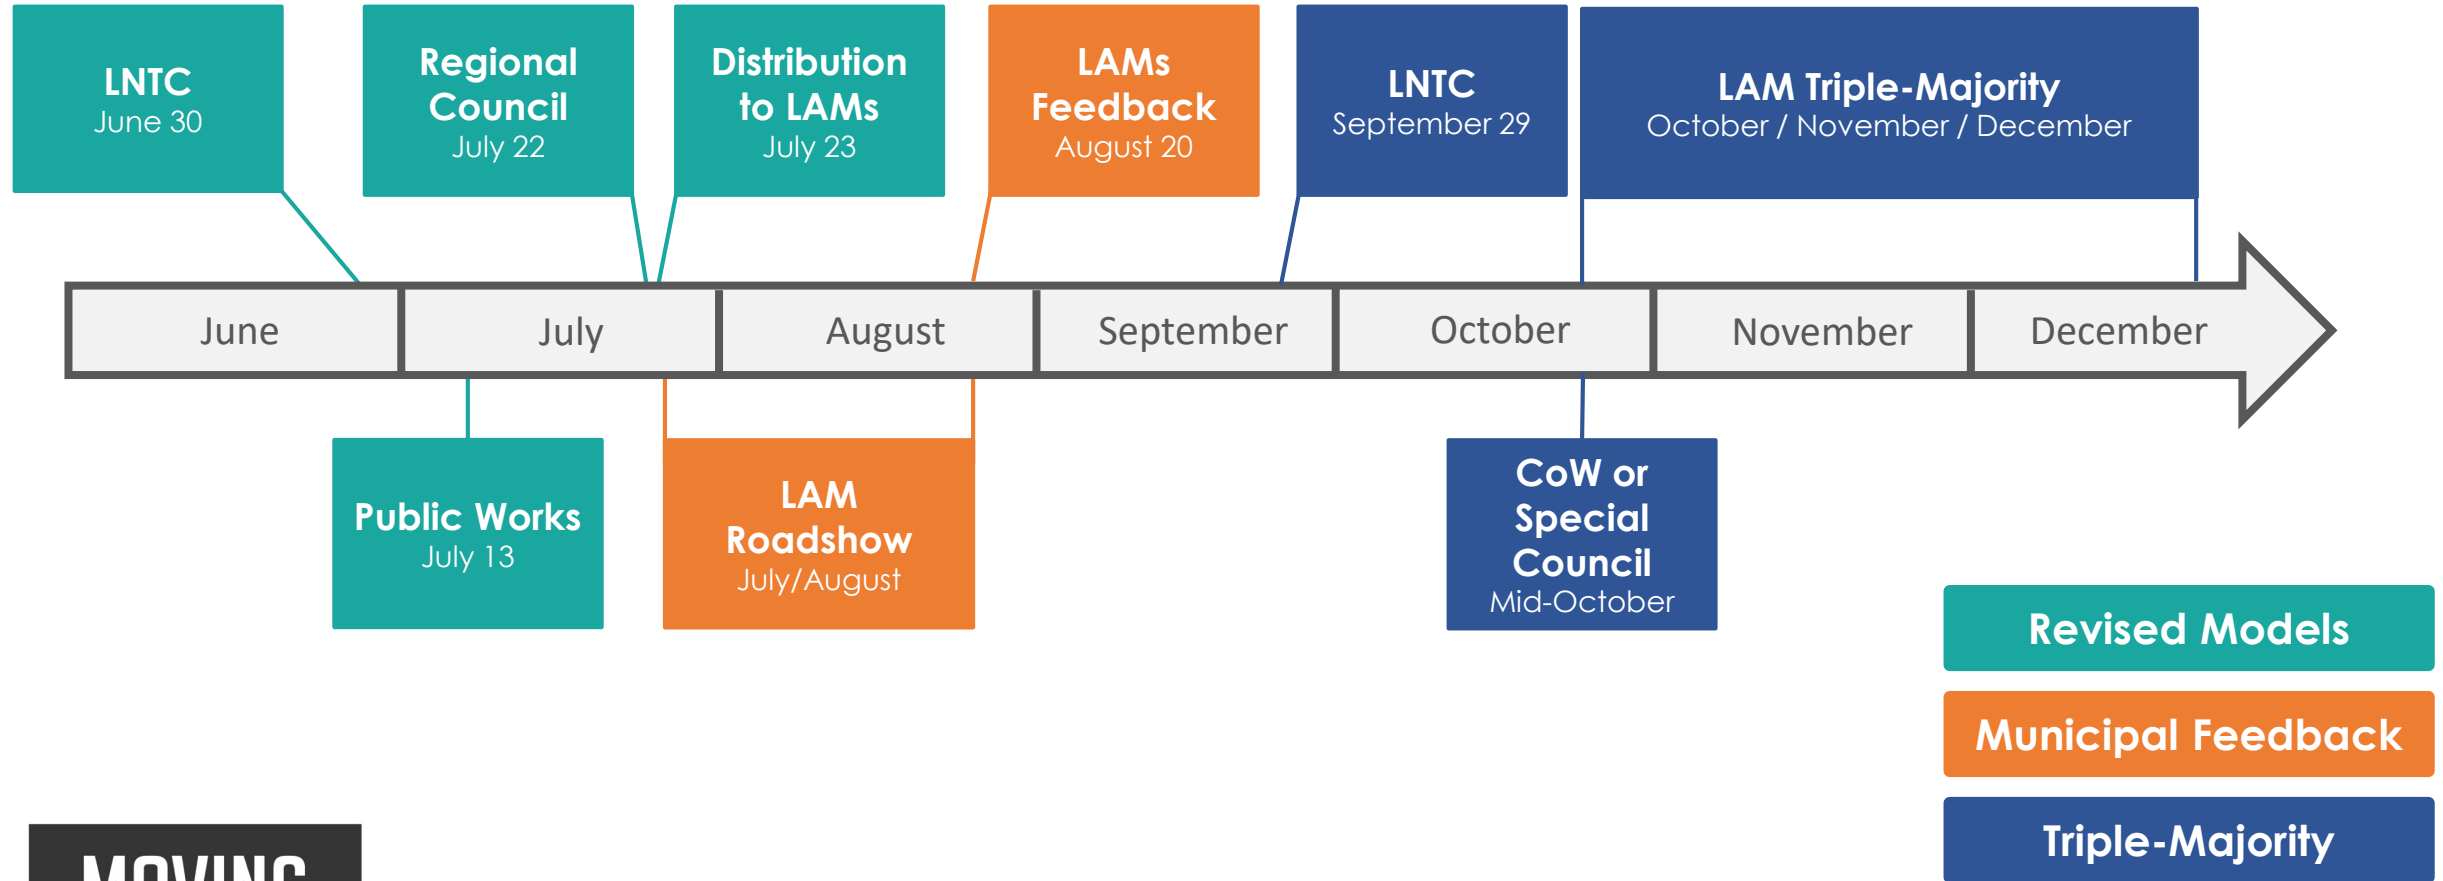 LNTC
June 30
Regional
Council
July 22
Distribution
to LAMs
July 23
LAMs
Feedback
August 20
LNTC
September 29
LAM Triple-Majority
October / November / December
June
July
August
September
October
November
December
Public Works
July 13
LAM
Roadshow
July/August
CoW or
Special
Council
Mid-October
Revised Models
Municipal Feedback
Triple-Majority
MOVING